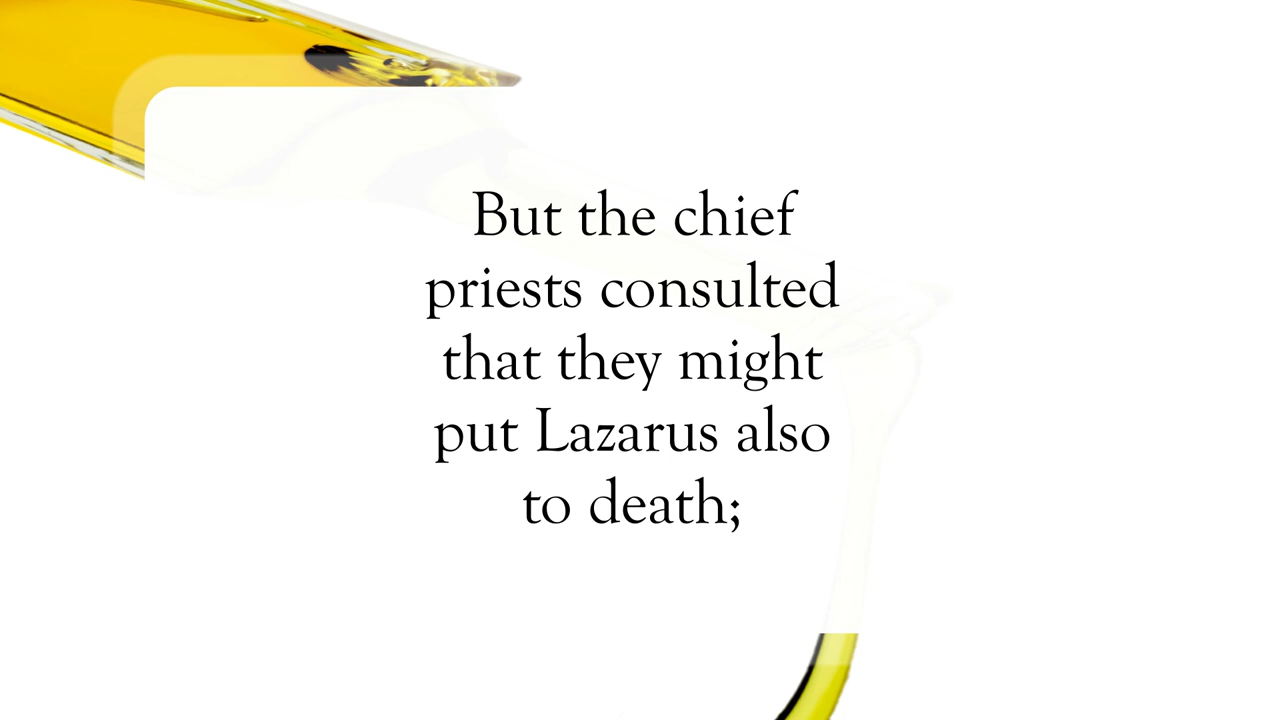 But the chief
priests consulted
that they might
put Lazarus also
to death;